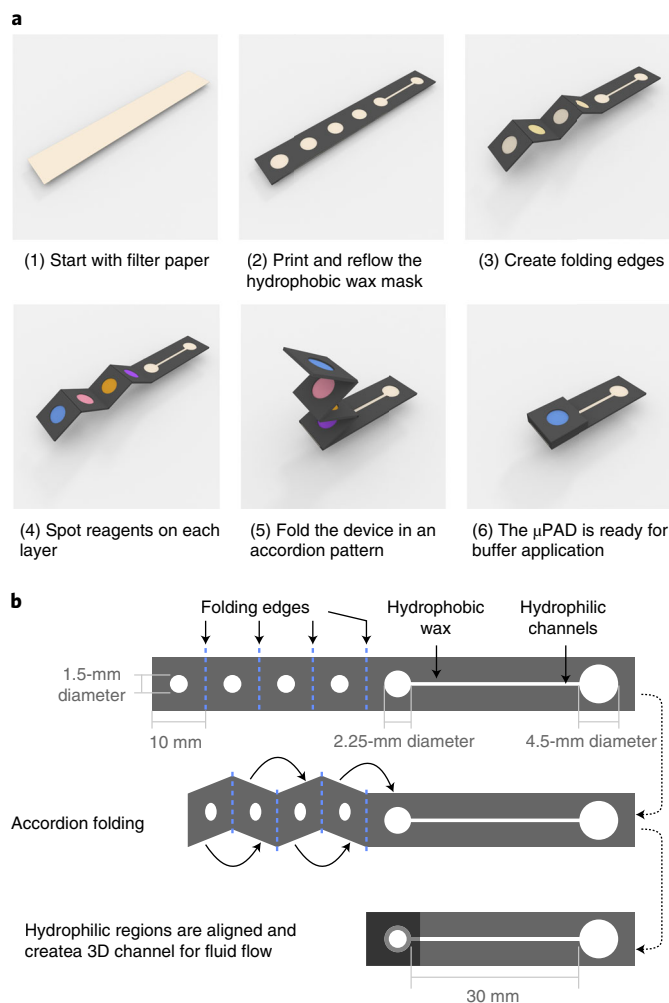 a
(1) Start with filter paper
(2) Print and reflow the
hydrophobic wax mask
(3) Create folding edges
(4) Spot reagents on each
layer
(5) Fold the device in an
accordion pattern
(6) The μPAD is ready for
buffer application
b
Folding edges
Hydrophobic
wax
Hydrophilic
channels
1.5-mm
diameter
10 mm
2.25-mm diameter
4.5-mm diameter
Accordion folding
Hydrophilic regions are aligned and
createa 3D channel for fluid flow
30 mm